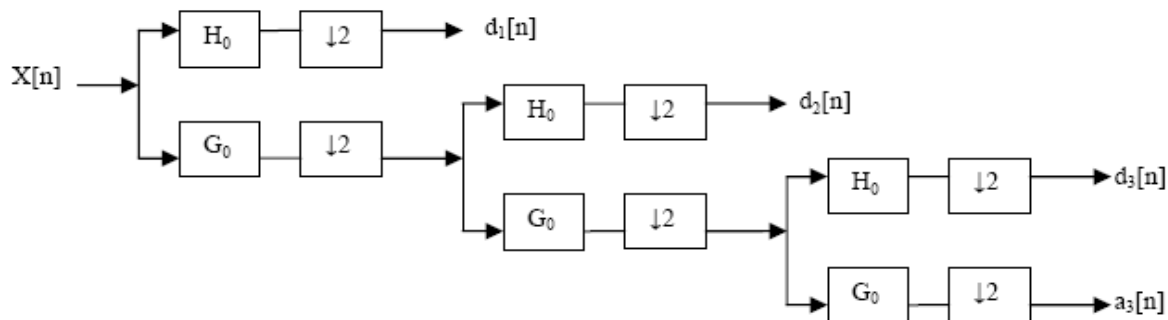 X[n]
H₀ ↓2 d₁[n]
G₀ ↓2
H₀ ↓2 d₂[n]
G₀ ↓2
H₀ ↓2 d₃[n]
G₀ ↓2 a₃[n]